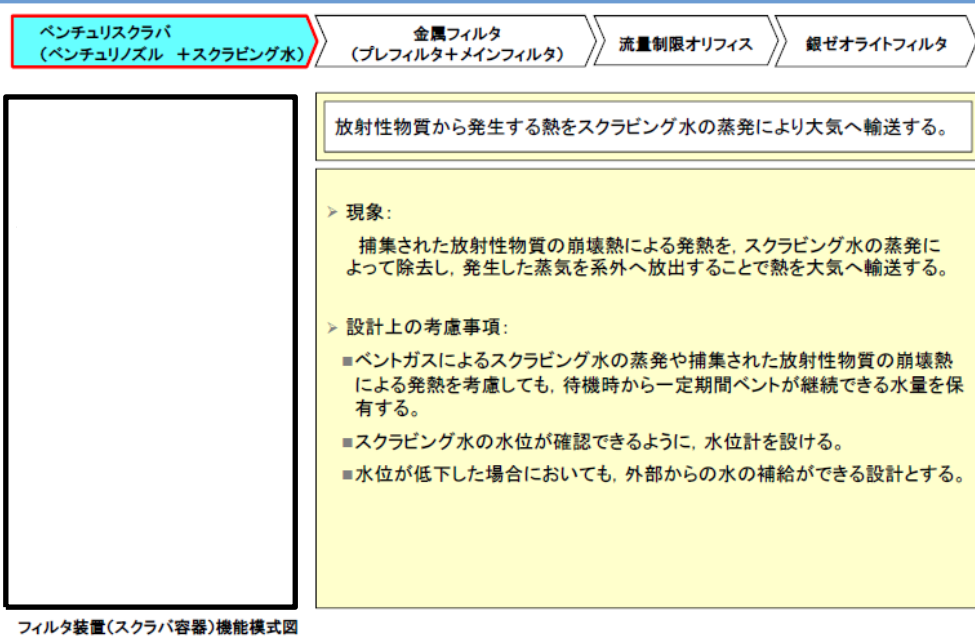 ベンチュリスクラバ
(ベンチュリノズル +スクラビング水)
金属フィルタ
(プレフィルタ+メインフィルタ)
流量制限オリフィス
銀ゼオライトフィルタ
放射性物質から発生する熱をスクラビング水の蒸発により大気へ輸送する。
➢ 現象:
捕集された放射性物質の崩壊熱による発熱を,スクラビング水の蒸発に
よって除去し,発生した蒸気を系外へ放出することで熱を大気へ輸送する。
➢ 設計上の考慮事項:
■ベントガスによるスクラビング水の蒸発や捕集された放射性物質の崩壊熱
による発熱を考慮しても,待機時から一定期間ベントが継続できる水量を保
有する。
■スクラビング水の水位が確認できるように,水位計を設ける。
■水位が低下した場合においても,外部からの水の補給ができる設計とする。
フィルタ装置(スクラバ容器)機能模式図